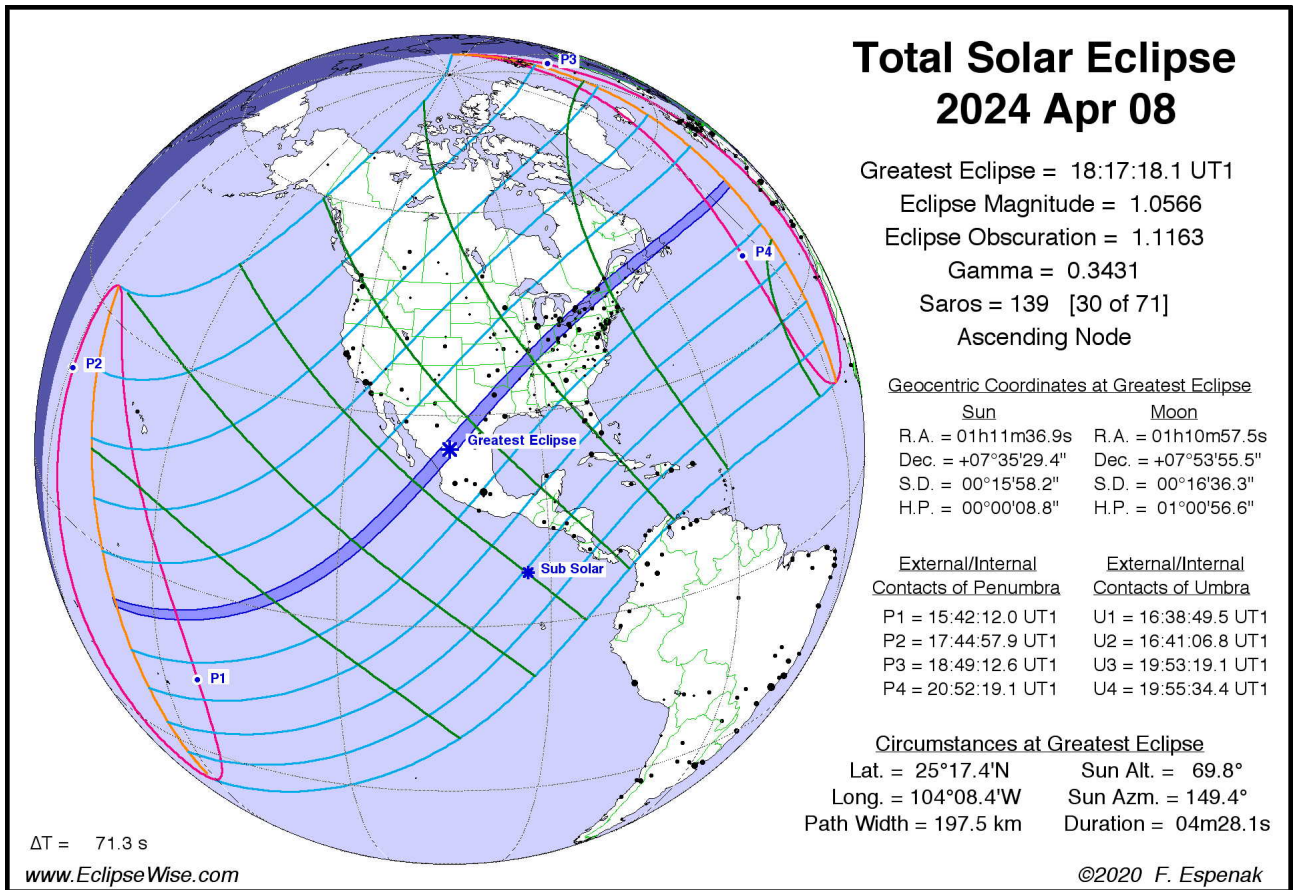 Total Solar Eclipse
2024 Apr 08
Greatest Eclipse = 18:17:18.1 UT1
Eclipse Magnitude = 1.0566
Eclipse Obscuration = 1.1163
Gamma = 0.3431
Saros = 139 [30 of 71]
Ascending Node
Geocentric Coordinates at Greatest Eclipse
Sun Moon
R.A. = 01h11m36.9s R.A. = 01h10m57.5s
Dec. = +07°35'29.4" Dec. = +07°53'55.5"
S.D. = 00°15'58.2" S.D. = 00°16'36.3"
H.P. = 00°00'08.8" H.P. = 01°00'56.6"
External/Internal External/Internal
Contacts of Penumbra Contacts of Umbra
P1 = 15:42:12.0 UT1 U1 = 16:38:49.5 UT1
P2 = 17:44:57.9 UT1 U2 = 16:41:06.8 UT1
P3 = 18:49:12.6 UT1 U3 = 19:53:19.1 UT1
P4 = 20:52:19.1 UT1 U4 = 19:55:34.4 UT1
Circumstances at Greatest Eclipse
Lat. = 25°17.4'N Sun Alt. = 69.8°
Long. = 104°08.4'W Sun Azm. = 149.4°
Path Width = 197.5 km Duration = 04m28.1s
P3
P4
P2
Greatest Eclipse
Sub Solar
P1
ΔT = 71.3 s
www.EclipseWise.com
©2020 F. Espenak